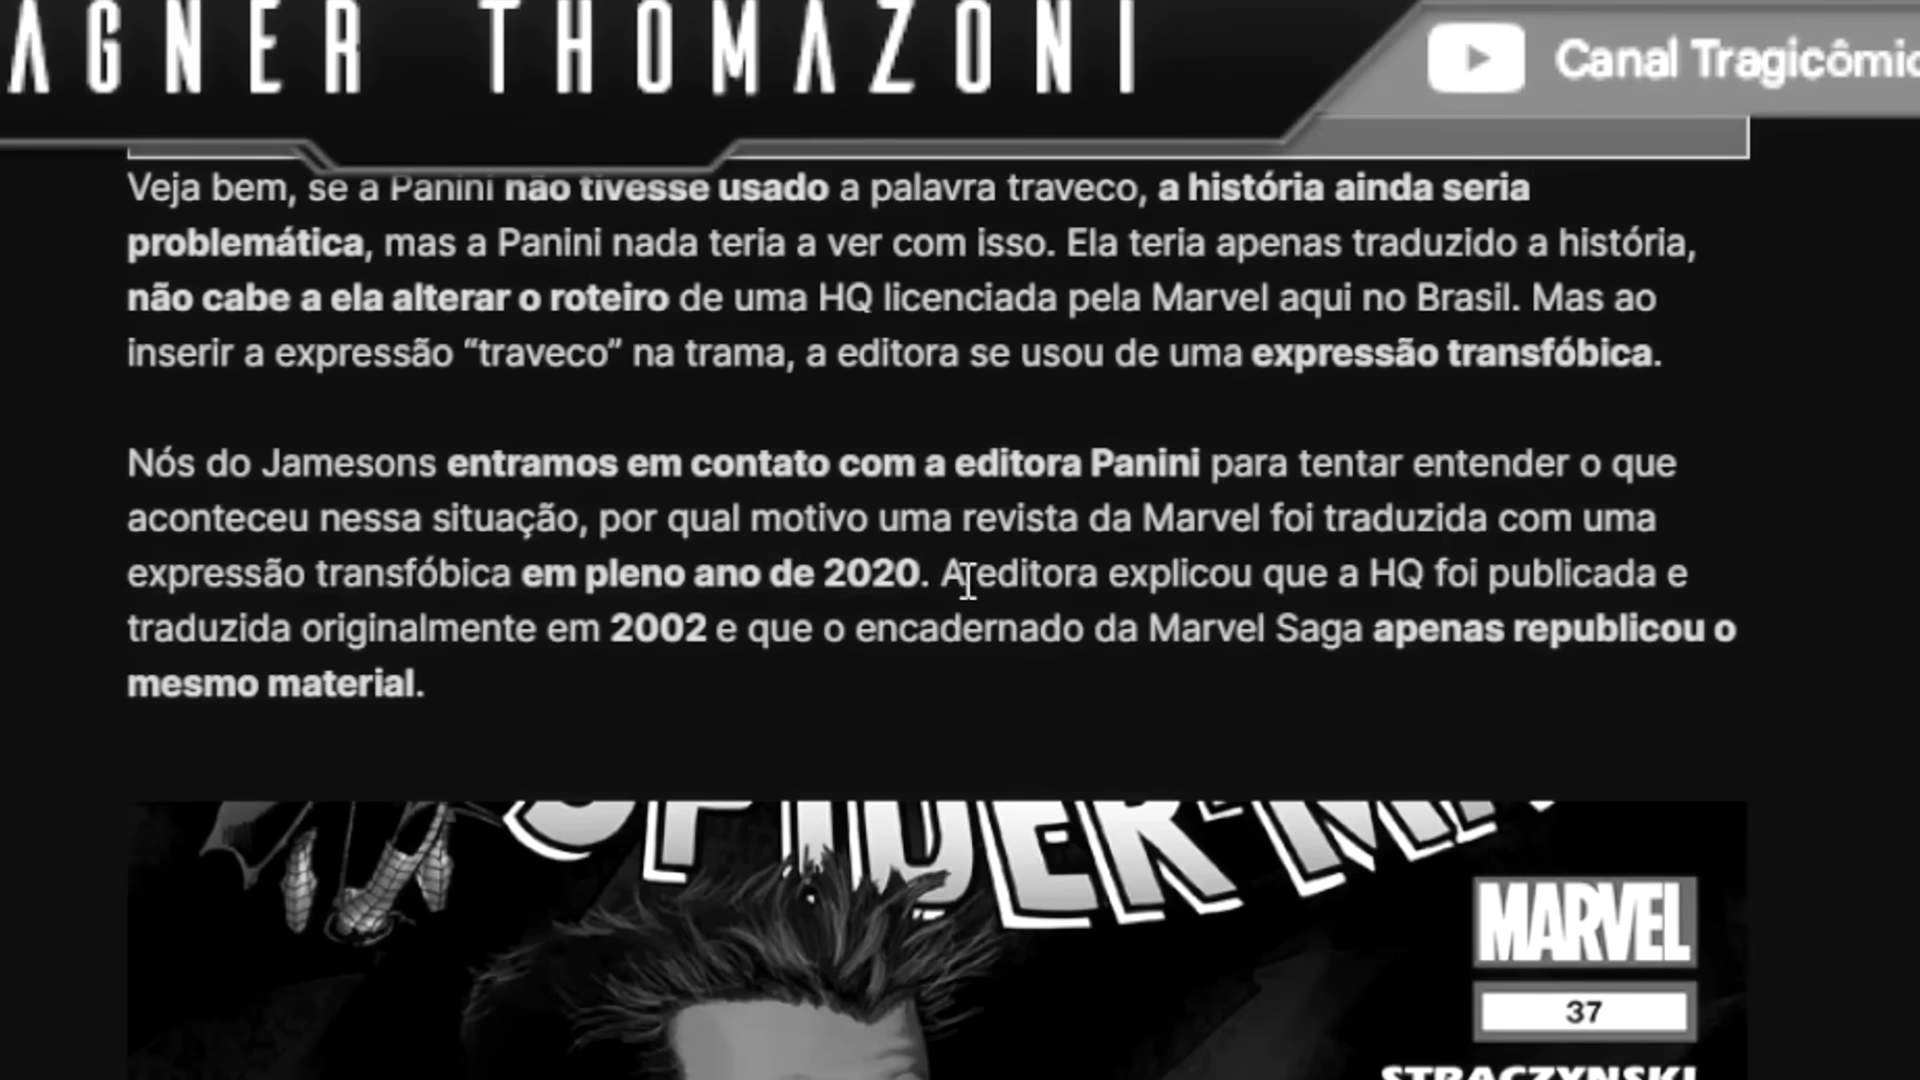 AGNER THOMAZONI
Canal Tragicômic
Veja bem, se a Panini não tivesse usado a palavra traveco, a história ainda seria
problemática, mas a Panini nada teria a ver com isso. Ela teria apenas traduzido a história,
não cabe a ela alterar o roteiro de uma HQ licenciada pela Marvel aqui no Brasil. Mas ao
inserir a expressão “traveco” na trama, a editora se usou de uma expressão transfóbica.
Nós do Jamesons entramos em contato com a editora Panini para tentar entender o que
aconteceu nessa situação, por qual motivo uma revista da Marvel foi traduzida com uma
expressão transfóbica em pleno ano de 2020. A editora explicou que a HQ foi publicada e
traduzida originalmente em 2002 e que o encadernado da Marvel Saga apenas republicou o
mesmo material.
SPIDER-MAN
MARVEL
37
STRACZYNSKI